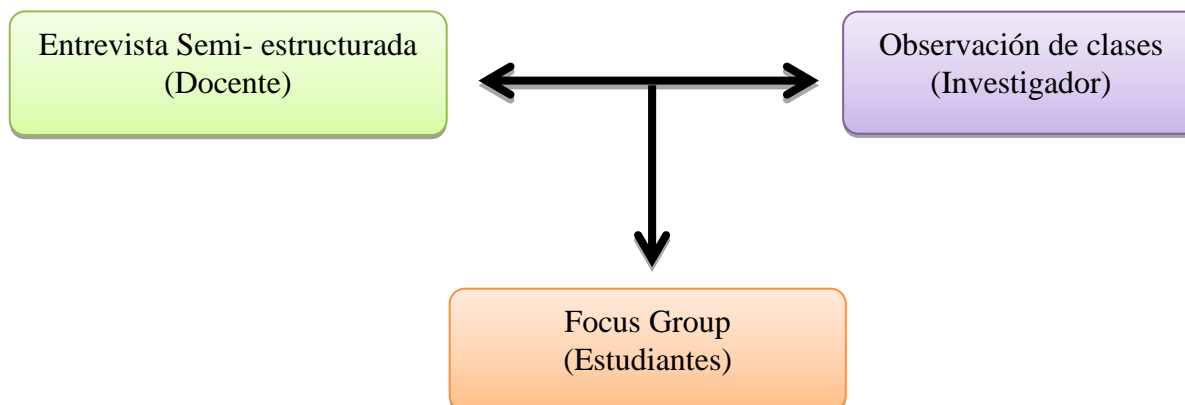 Entrevista Semi- estructurada
(Docente)
Observación de clases
(Investigador)
Focus Group
(Estudiantes)